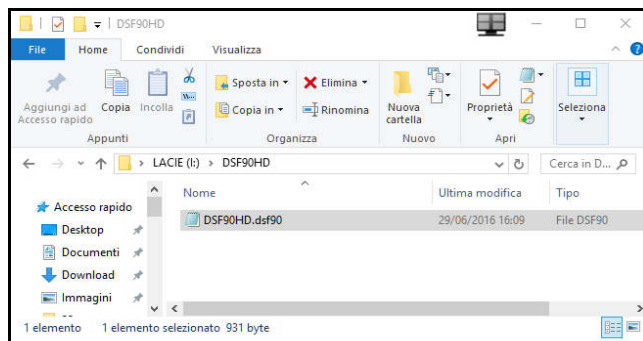 DSF90HD
File Home Condividi Visualizza
Aggiungi ad Accesso rapido
Copia
Incolla
Sposta in
Copia in
Elimina
Rinomina
Nuova cartella
Proprietà
Seleziona
Appunti Organizza Nuovo Apri
LACIE (I:) > DSF90HD
Cerca in D...
Nome Ultima modifica Tipo
Accesso rapido
DSF90HD.dsf90 29/06/2016 16:09 File DSF90
Desktop
Documenti
Download
Immagini
1 elemento 1 elemento selezionato 931 byte